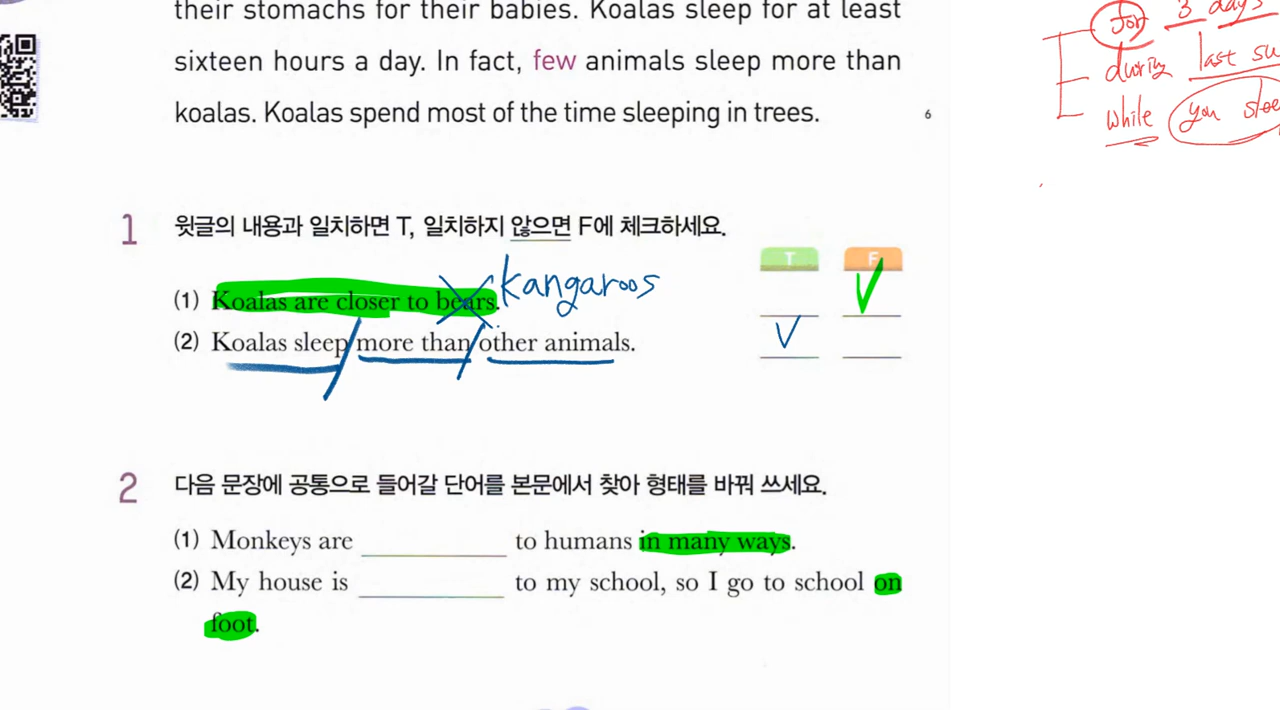 their stomachs for their babies. Koalas sleep for at least
sixteen hours a day. In fact, few animals sleep more than
koalas. Koalas spend most of the time sleeping in trees. 6
for 3 days
during last
while you
1 윗글의 내용과 일치하면 T, 일치하지 않으면 F에 체크하세요.
T F
(1) Koalas are closer to bears. kangaroos
(2) Koalas sleep more than other animals.
2 다음 문장에 공통으로 들어갈 단어를 본문에서 찾아 형태를 바꿔 쓰세요.
(1) Monkeys are to humans in many ways.
(2) My house is to my school, so I go to school on
foot.